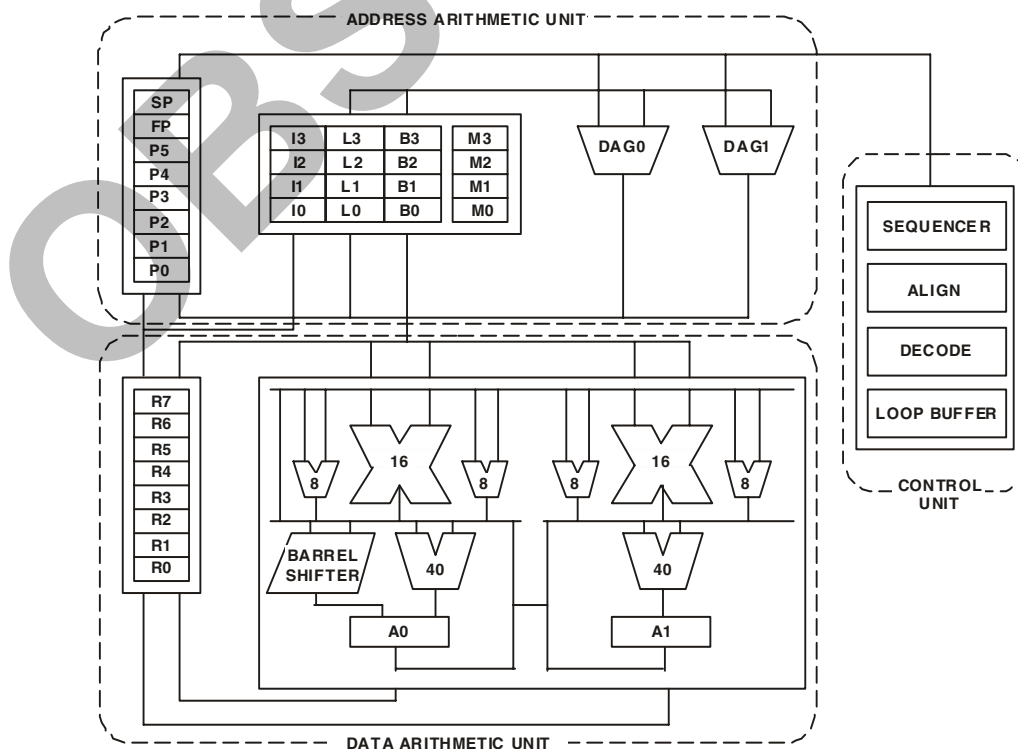 ADDRESS ARITHMETIC UNIT
SP
FP
P5
P4
P3
P2
P1
P0
I3 L3 B3 M3
I2 L2 B2 M2
I1 L1 B1 M1
I0 L0 B0 M0
DAG0 DAG1
SEQUENCER
ALIGN
DECODE
LOOP BUFFER
CONTROL
UNIT
R7
R6
R5
R4
R3
R2
R1
R0
8 16 8 8 16 8
BARREL
SHIFTER
40 40
A0 A1
DATA ARITHMETIC UNIT
OBS